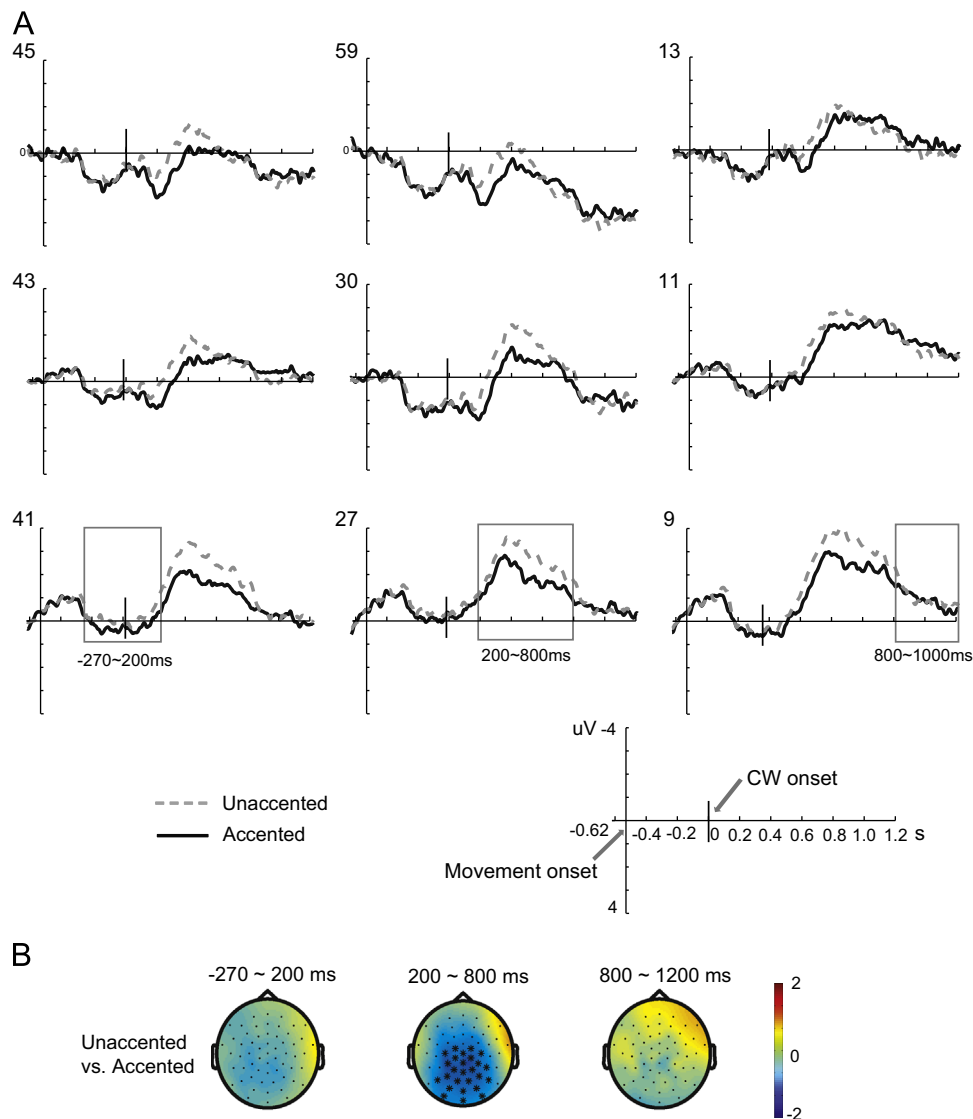 A
45
59
13
0
0
0
43
30
11
41
27
9
-270~200ms
200~800ms
800~1000ms
uV -4
CW onset
Unaccented
Accented
-0.62 -0.4 -0.2 0 0.2 0.4 0.6 0.8 1.0 1.2 s
Movement onset
4
B
-270 ~ 200 ms
200 ~ 800 ms
800 ~ 1200 ms
2
Unaccented
vs. Accented
0
-2